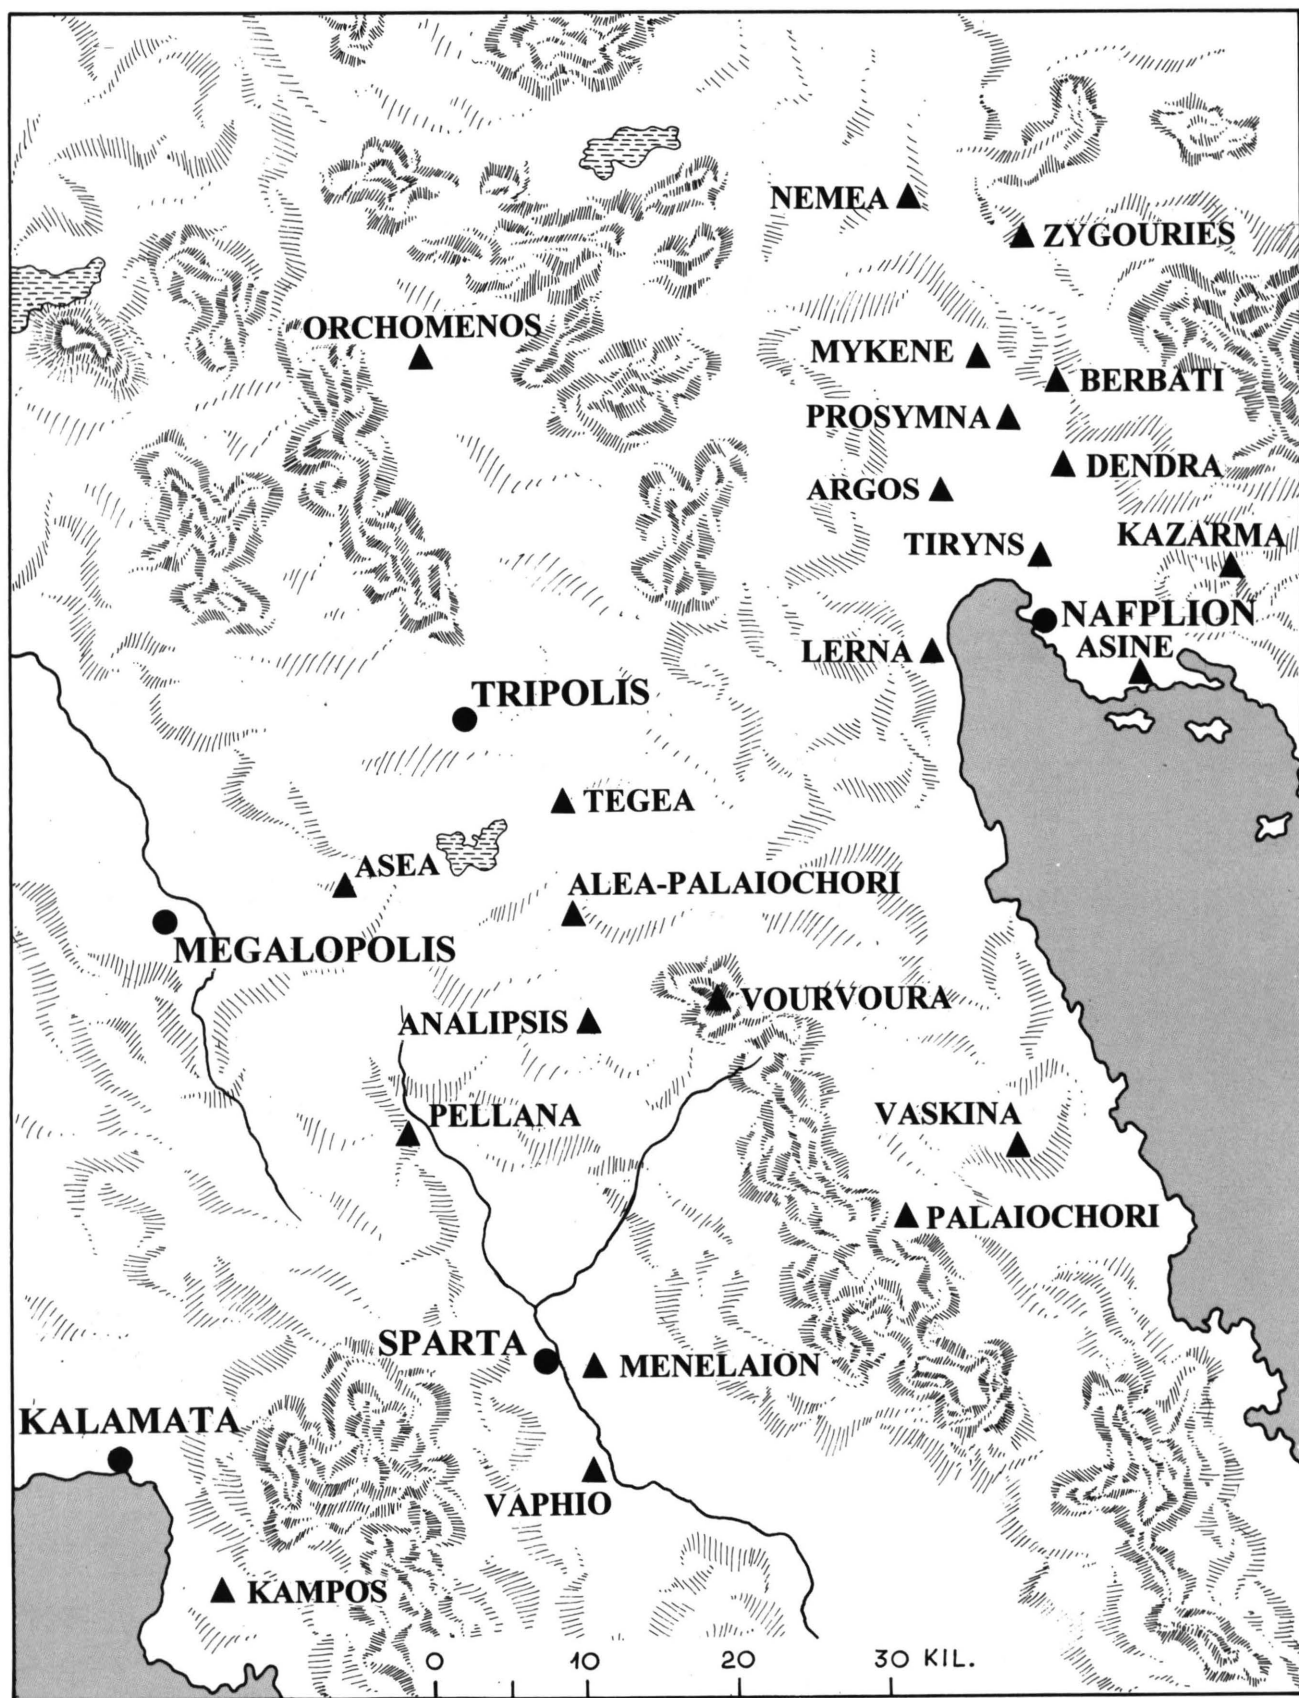 NEMEA
ZYGOURIES
ORCHOMENOS
MYKENE
BERBATI
PROSYMNA
DENDRA
ARGOS
TIRYNS
KAZARMA
NAFPLION
ASINE
LERNA
TRIPOLIS
TEGEA
ASEA
ALEA-PALAIOCHORI
MEGALOPOLIS
VOURVOURA
ANALIPSIS
PELLANA
VASKINA
PALAIOCHORI
SPARTA
MENELAION
KALAMATA
VAPHIO
KAMPOS
0 10 20 30 KIL.